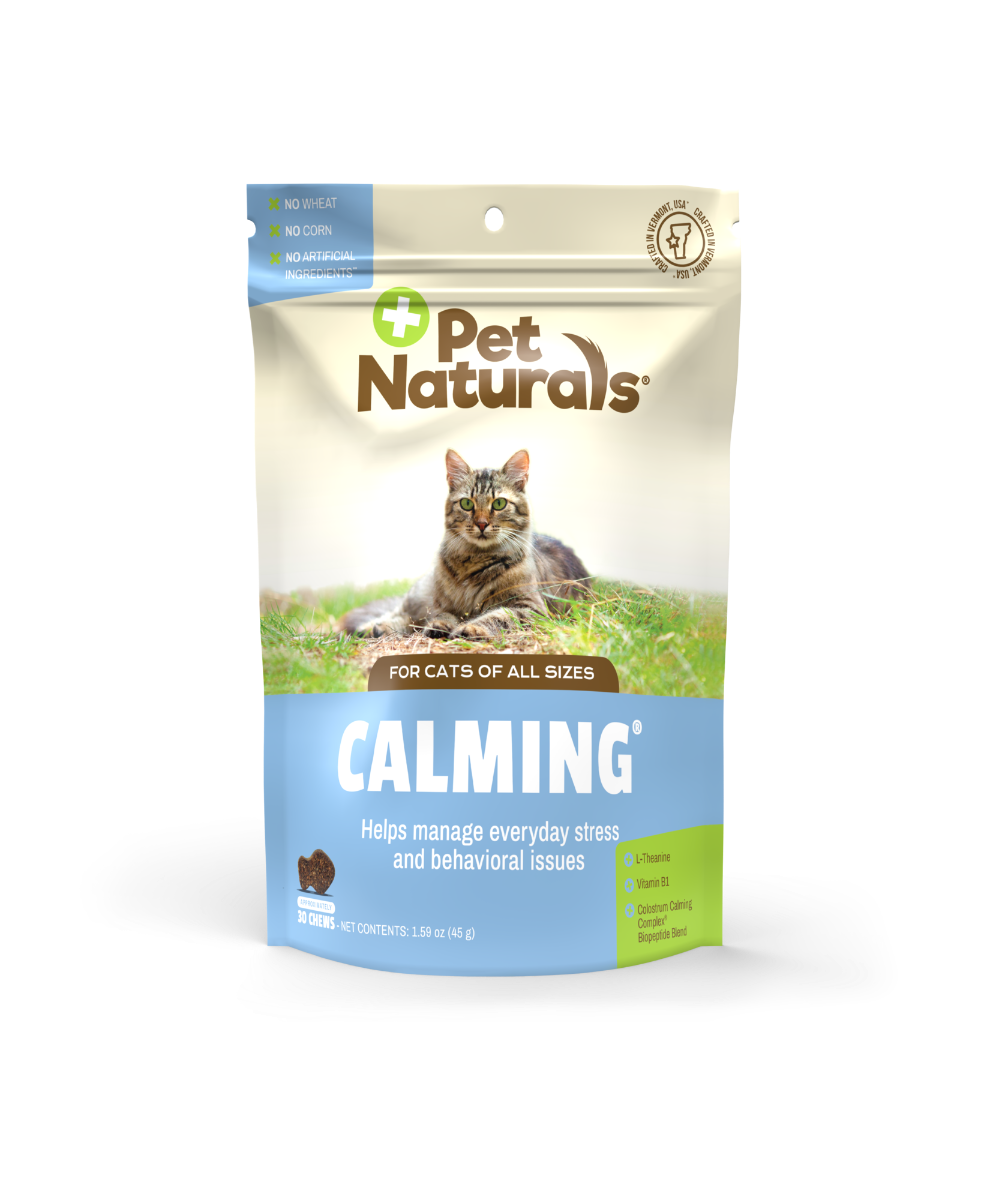 NO WHEAT
NO CORN
NO ARTIFICIAL
INGREDIENTS™
CRAFTED IN VERMONT, USA* CRAFTED IN VERMONT, USA*
Pet
Naturals®
FOR CATS OF ALL SIZES
CALMING®
Helps manage everyday stress
and behavioral issues
L-Theanine
Vitamin B1
Colostrum Calming
Complex®
Biopeptide Blend
APPROXIMATELY
30 CHEWS - NET CONTENTS: 1.59 oz (45 g)